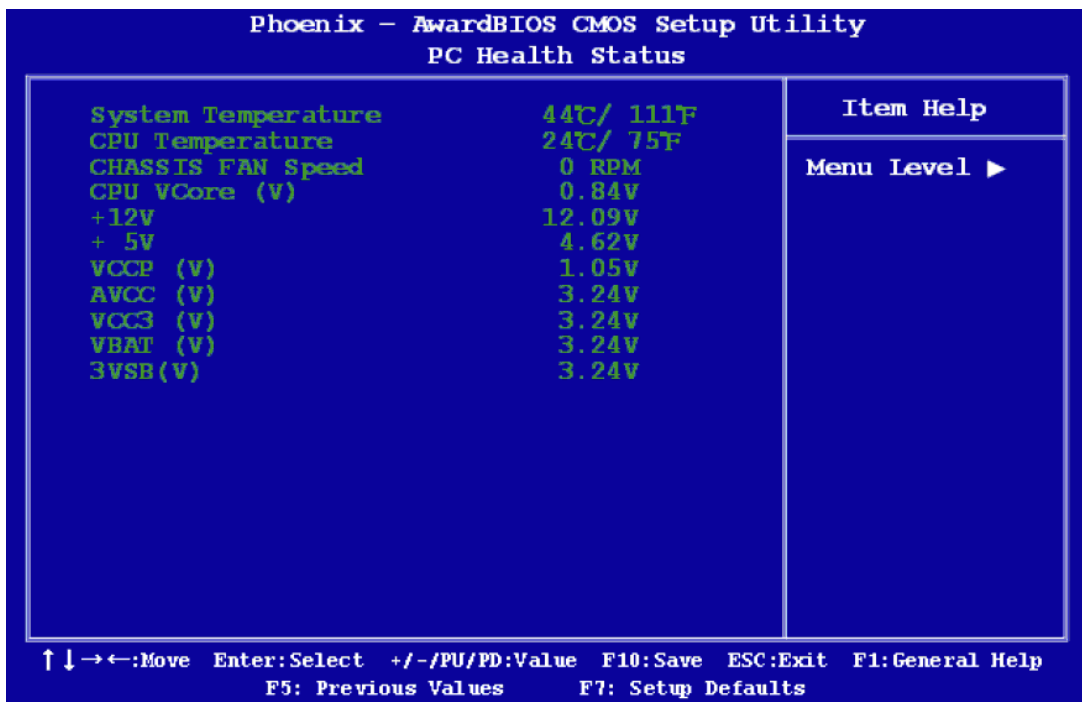 Phoenix - AwardBIOS CMOS Setup Utility
PC Health Status
System Temperature 44℃/ 111℉
CPU Temperature 24℃/ 75℉
CHASSIS FAN Speed 0 RPM
CPU VCore (V) 0.84V
+12V 12.09V
+ 5V 4.62V
VCCP (V) 1.05V
AVCC (V) 3.24V
VCC3 (V) 3.24V
VBAT (V) 3.24V
3VSB(V) 3.24V
Item Help
Menu Level ▶
↑↓→←:Move Enter:Select +/-/PU/PD:Value F10:Save ESC:Exit F1:General Help
F5: Previous Values F7: Setup Defaults